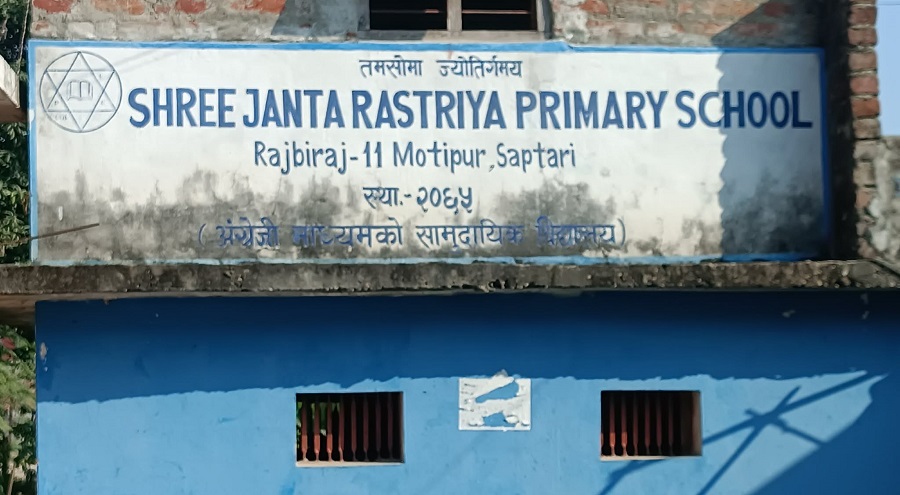 तमसोमा ज्योतिर्गमय
SHREE JANTA RASTRIYA PRIMARY SCHOOL
Rajbiraj-11 Motipur, Saptari
स्था.- २०६५
(अंग्रेजी माध्यमको सामुदायिक विद्यालय)